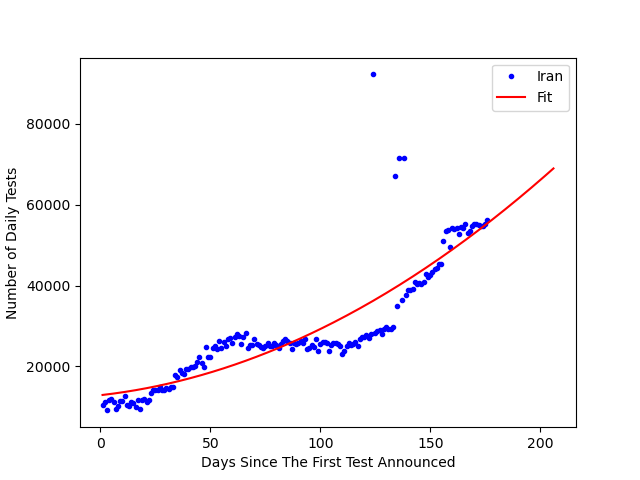 Iran
Fit
80000
60000
40000
20000
Number of Daily Tests
0
50
100
150
200
Days Since The First Test Announced